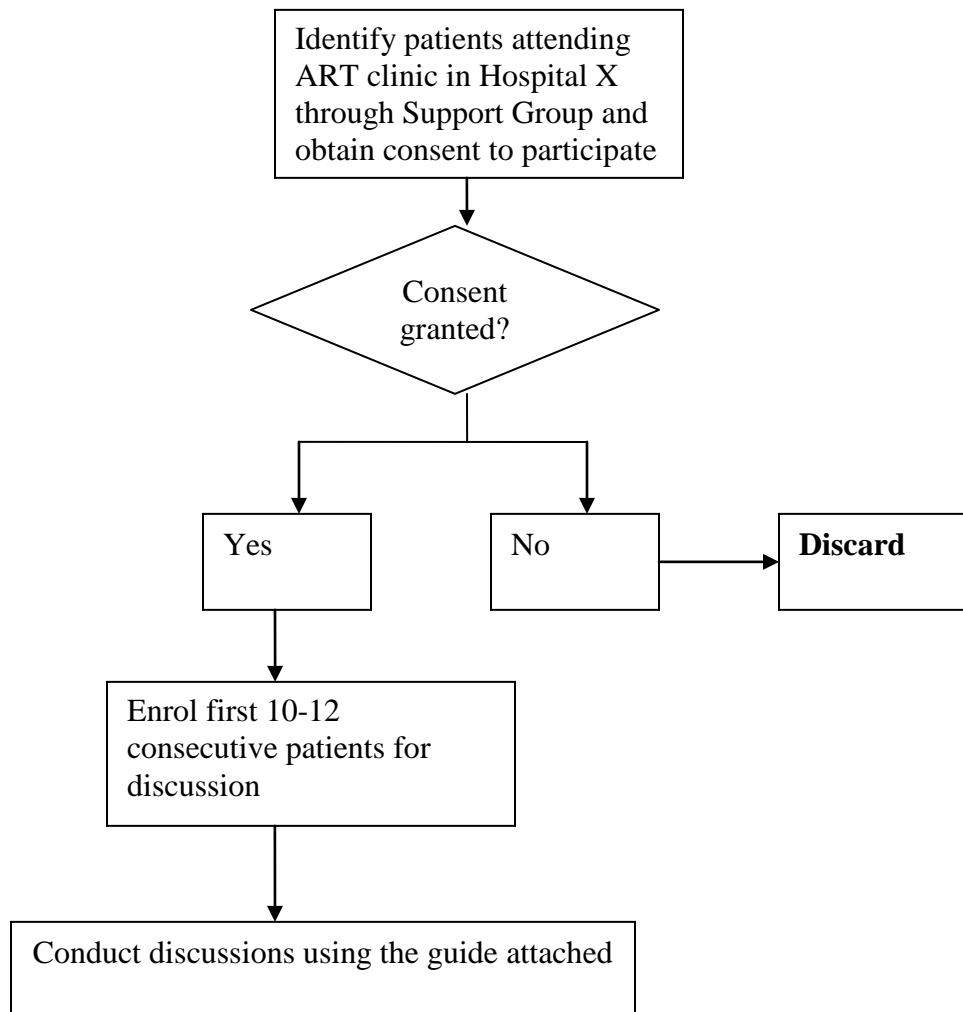 Identify patients attending
ART clinic in Hospital X
through Support Group and
obtain consent to participate
Consent
granted?
Yes
No
Discard
Enrol first 10-12
consecutive patients for
discussion
Conduct discussions using the guide attached